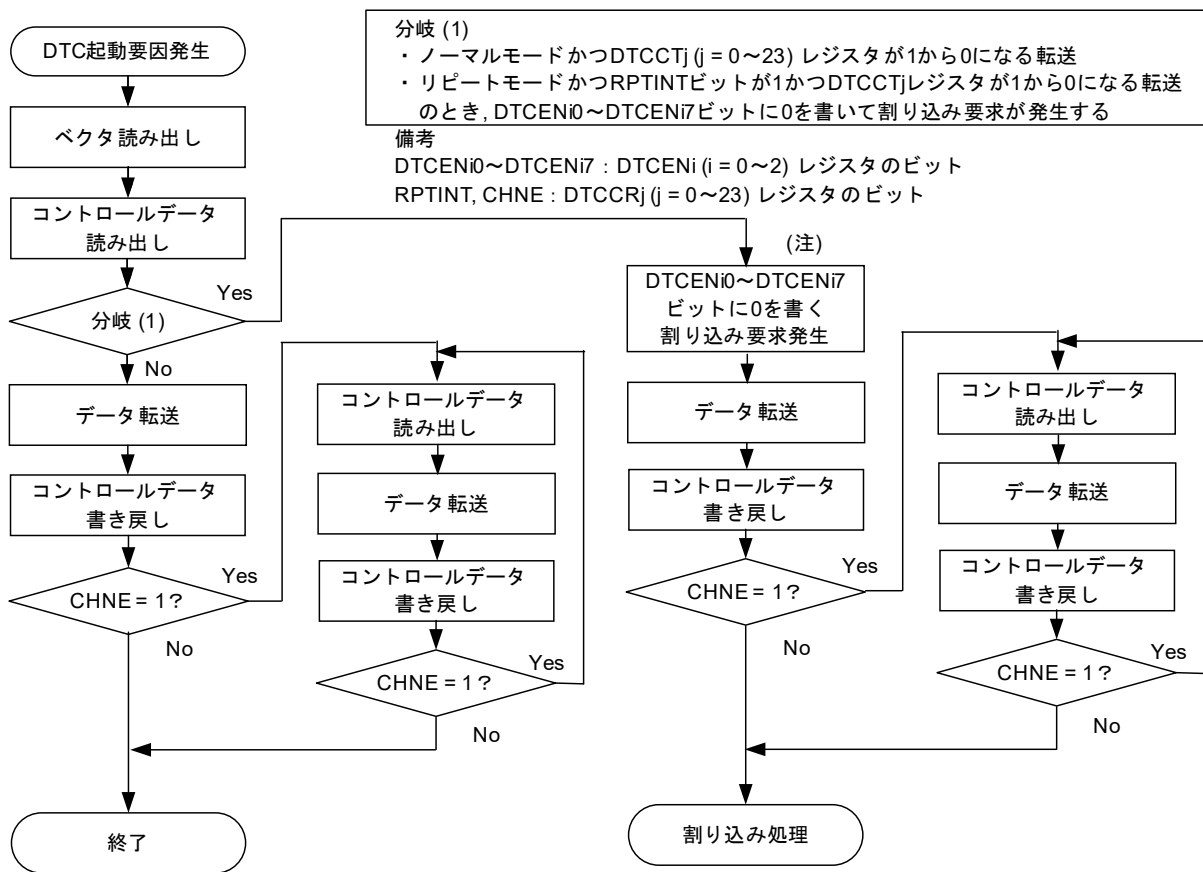 DTC起動要因発生
ベクタ読み出し
コントロールデータ
読み出し
分岐 (1)
Yes
No
データ転送
コントロールデータ
書き戻し
CHNE = 1?
Yes
No
終了
コントロールデータ
読み出し
データ転送
コントロールデータ
書き戻し
CHNE = 1?
Yes
No
分岐 (1)
・ ノーマルモードかつDTCCTj (j = 0~23) レジスタが1から0になる転送
・ リピートモードかつRPTINTビットが1かつDTCCTjレジスタが1から0になる転送
のとき, DTCENi0~DTCENi7ビットに0を書いて割り込み要求が発生する
備考
DTCENi0~DTCENi7 : DTCENi (i = 0~2) レジスタのビット
RPTINT, CHNE : DTCCRj (j = 0~23) レジスタのビット
(注)
DTCENi0~DTCENi7
ビットに0を書く
割り込み要求発生
データ転送
コントロールデータ
書き戻し
CHNE = 1?
Yes
No
割り込み処理
コントロールデータ
読み出し
データ転送
コントロールデータ
書き戻し
CHNE = 1?
Yes
No